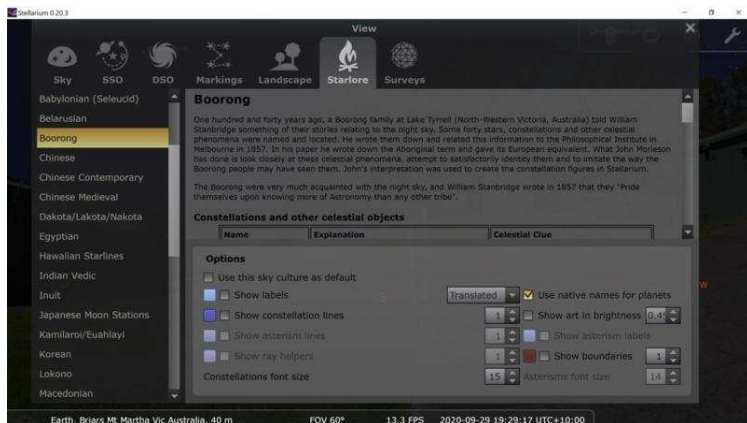 Stellarium 0.20.3
View
Sky SSO DSO Markings Landscape Starlore Surveys
Babylonian (Seleucid)
Belarusian
Boorong
Chinese
Chinese Contemporary
Chinese Medieval
Dakota/Lakota/Nakota
Egyptian
Hawaiian Starlines
Indian Vedic
Inuit
Japanese Moon Stations
Kamilaroi/Euahlayi
Korean
Lokono
Macedonian
Boorong
One hundred and forty years ago, a Boorong family at Lake Tyrrell (North-Western Victoria, Australia) told William
Stanbridge something of their stories relating to the night sky. Some forty stars, constellations and other celestial
phenomena were named and located. He wrote them down and related this information to the Philosophical Institute in
Melbourne in 1857. In his paper he wrote down the Aboriginal term and gave its European equivalent. What John Morieson
has done is look closely at these celestial phenomena, attempt to satisfactorily identify them and to imitate the way the
Boorong people may have seen them. John's interpretation was used to create the constellation figures in Stellarium.
The Boorong were very much acquainted with the night sky, and William Stanbridge wrote in 1857 that they "Pride
themselves upon knowing more of Astronomy than any other tribe".
Constellations and other celestial objects
Name Explanation Celestial Clue
Options
Use this sky culture as default
Show labels Translated Use native names for planets
Show constellation lines 1 Show art in brightness 0.45
Show asterism lines 1 Show asterism labels
Show ray helpers 1 Show boundaries 1
Constellations font size 15 Asterisms font size 14
W
Earth, Briars Mt Martha Vic Australia, 40 m FOV 60° 13.3 FPS 2020-09-29 19:29:17 UTC+10:00